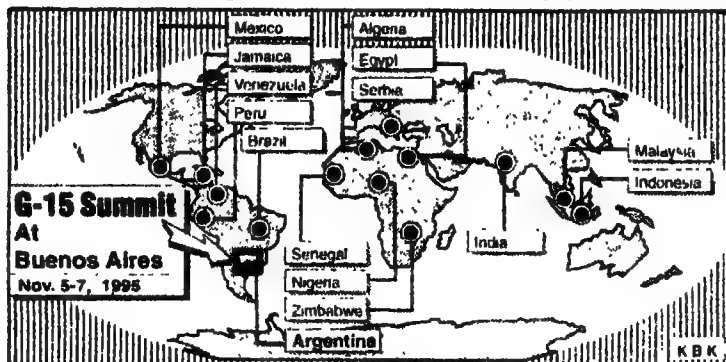 Mexico
Jamaica
Venezuela
Peru
Brazil
Algeria
Egypt
Serbia
Malaysia
Indonesia
G-15 Summit
At
Buenos Aires
Nov. 5-7, 1995
Senegal
Nigeria
Zimbabwe
Argentina
India
K B K